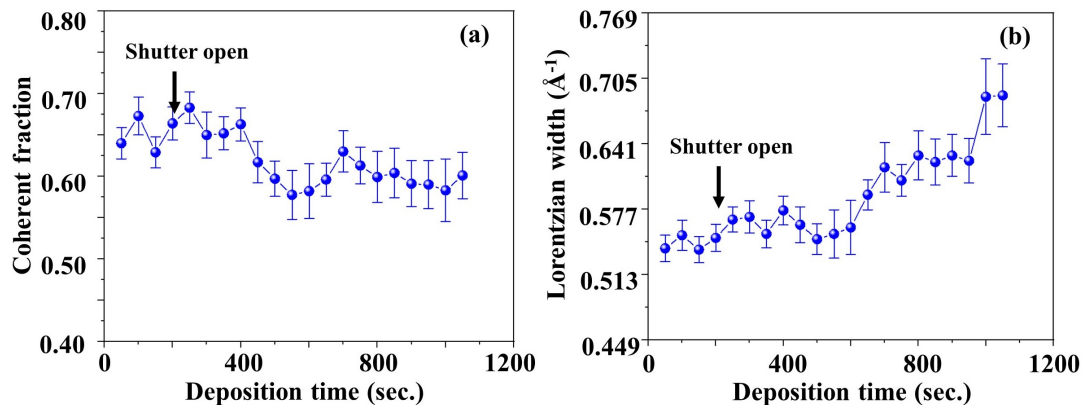 (a)
Shutter open
Coherent fraction
0.80
0.70
0.60
0.50
0.40
0 400 800 1200
Deposition time (sec.)
(b)
Shutter open
Lorentzian width (Å⁻¹)
0.769
0.705
0.641
0.577
0.513
0.449
0 400 800 1200
Deposition time (sec.)